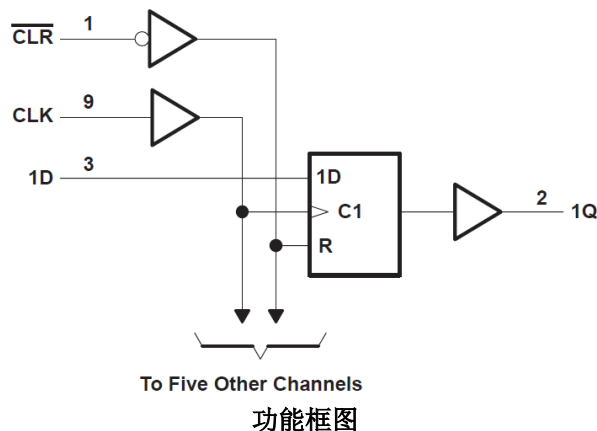 CLR 1
CLK 9
1D 3
1D
C1
R
2 1Q
To Five Other Channels
功能框图